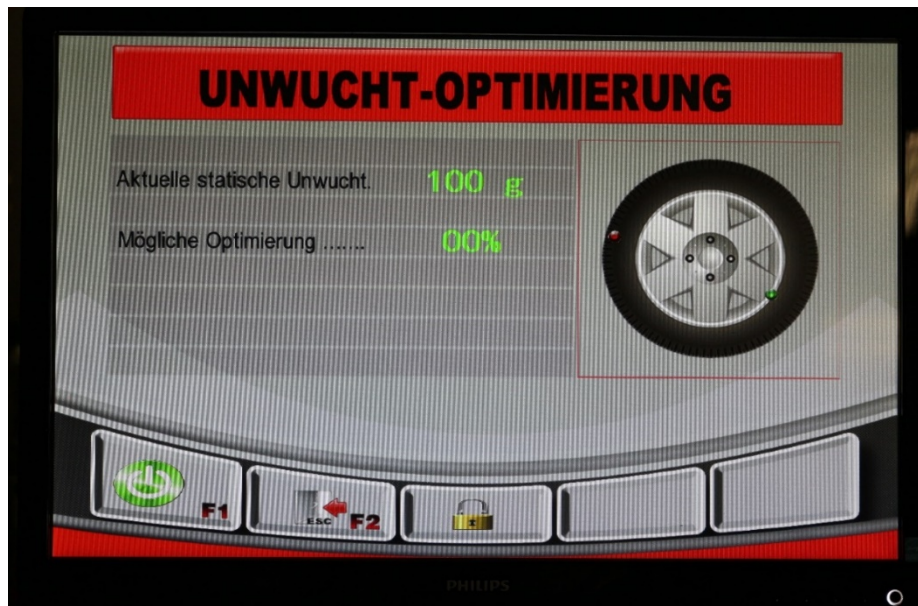 UNWUCHT-OPTIMIERUNG
Aktuelle statische Unwucht.
100 g
Mögliche Optimierung .......
00%
F1
ESC F2
PHILIPS